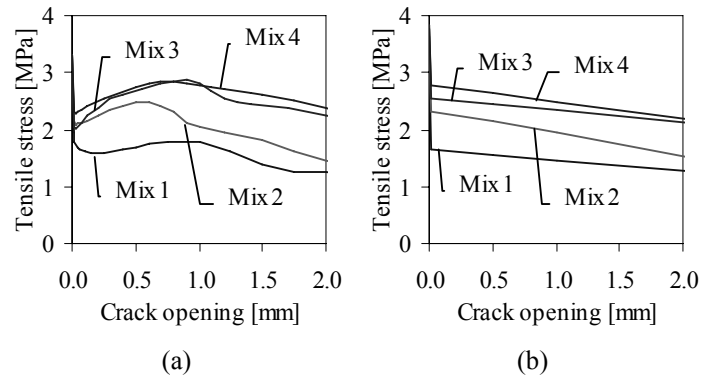 Tensile stress [MPa]
4
3
2
1
0
Mix 3
Mix 4
Mix 1
Mix 2
0.0 0.5 1.0 1.5 2.0
Crack opening [mm]
(a)
Tensile stress [MPa]
4
3
2
1
0
Mix 4
Mix 3
Mix 1
Mix 2
0.0 0.5 1.0 1.5 2.0
Crack opening [mm]
(b)